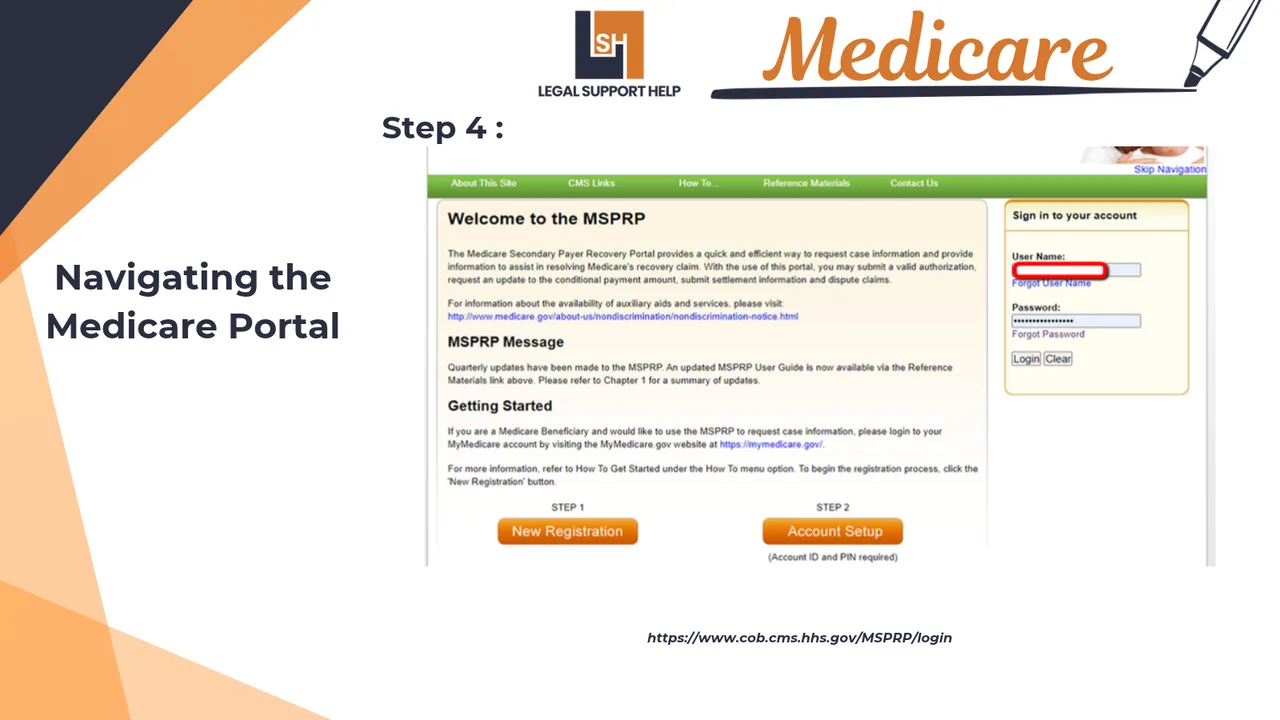 LSH
LEGAL SUPPORT HELP
Medicare
Step 4 :
Navigating the
Medicare Portal
Skip Navigation
About This Site CMS Links How To... Reference Materials Contact Us
Welcome to the MSPRP
The Medicare Secondary Payer Recovery Portal provides a quick and efficient way to request case information and provide
information to assist in resolving Medicare's recovery claim. With the use of this portal, you may submit a valid authorization,
request an update to the conditional payment amount, submit settlement information and dispute claims.
For information about the availability of auxiliary aids and services, please visit:
http://www.medicare.gov/about-us/nondiscrimination/nondiscrimination-notice.html
MSPRP Message
Quarterly updates have been made to the MSPRP. An updated MSPRP User Guide is now available via the Reference
Materials link above. Please refer to Chapter 1 for a summary of updates.
Getting Started
If you are a Medicare Beneficiary and would like to use the MSPRP to request case information, please login to your
MyMedicare account by visiting the MyMedicare.gov website at https://mymedicare.gov/.
For more information, refer to How To Get Started under the How To menu option. To begin the registration process, click the
'New Registration' button.
STEP 1
New Registration
STEP 2
Account Setup
(Account ID and PIN required)
Sign in to your account
User Name:
Forgot User Name
Password:
••••••••••••••••
Forgot Password
Login Clear
https://www.cob.cms.hhs.gov/MSPRP/login